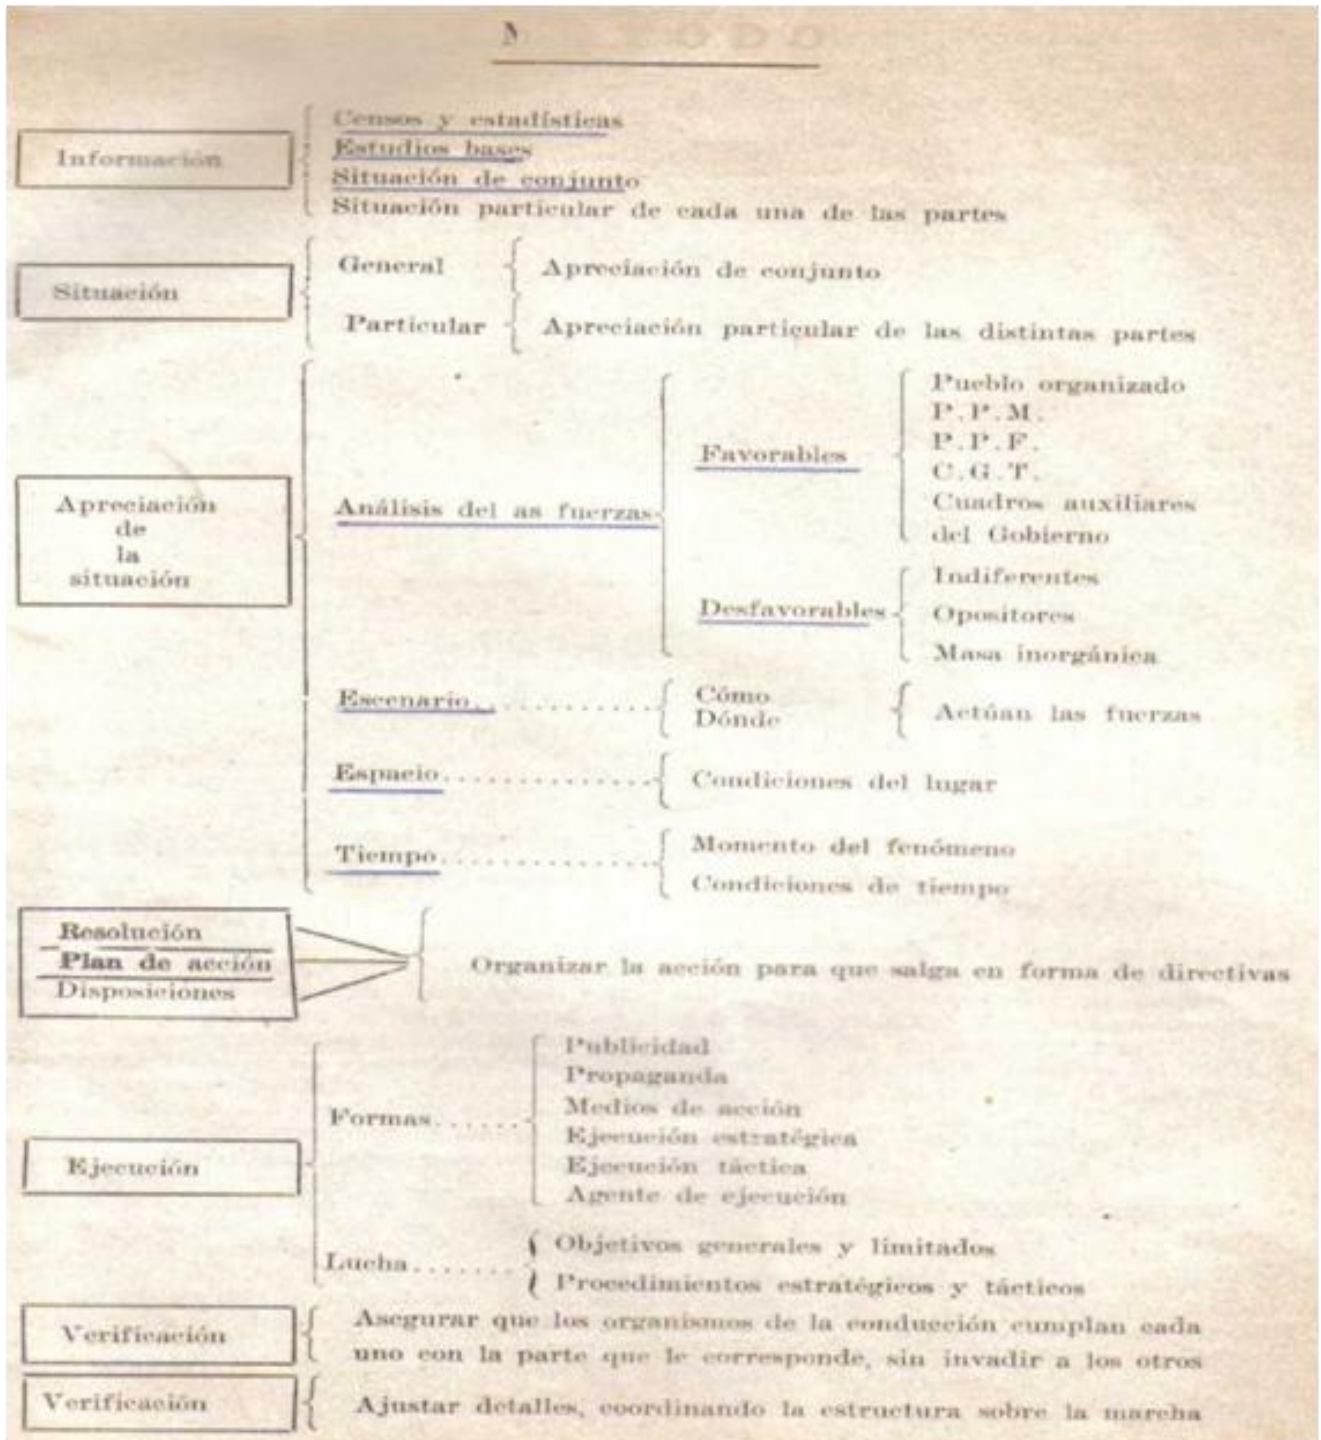 M TODO
Información
Censos y estadísticas
Estudios bases
Situación de conjunto
Situación particular de cada una de las partes
Situación
General
Apreciación de conjunto
Particular
Apreciación particular de las distintas partes
Apreciación
de
la
situación
Análisis del as fuerzas
Favorables
Pueblo organizado
P.P.M.
P.P.F.
C.G.T.
Cuadros auxiliares
del Gobierno
Desfavorables
Indiferentes
Opositores
Masa inorgánica
Escenario..........
Cómo
Dónde
Actúan las fuerzas
Espacio..............
Condiciones del lugar
Tiempo..............
Momento del fenómeno
Condiciones de tiempo
Resolución
Plan de acción
Disposiciones
Organizar la acción para que salga en forma de directivas
Ejecución
Formas......
Publicidad
Propaganda
Medios de acción
Ejecución estratégica
Ejecución táctica
Agente de ejecución
Lucha.......
Objetivos generales y limitados
Procedimientos estratégicos y tácticos
Verificación
Asegurar que los organismos de la conducción cumplan cada
uno con la parte que le corresponde, sin invadir a los otros
Verificación
Ajustar detalles, coordinando la estructura sobre la marcha